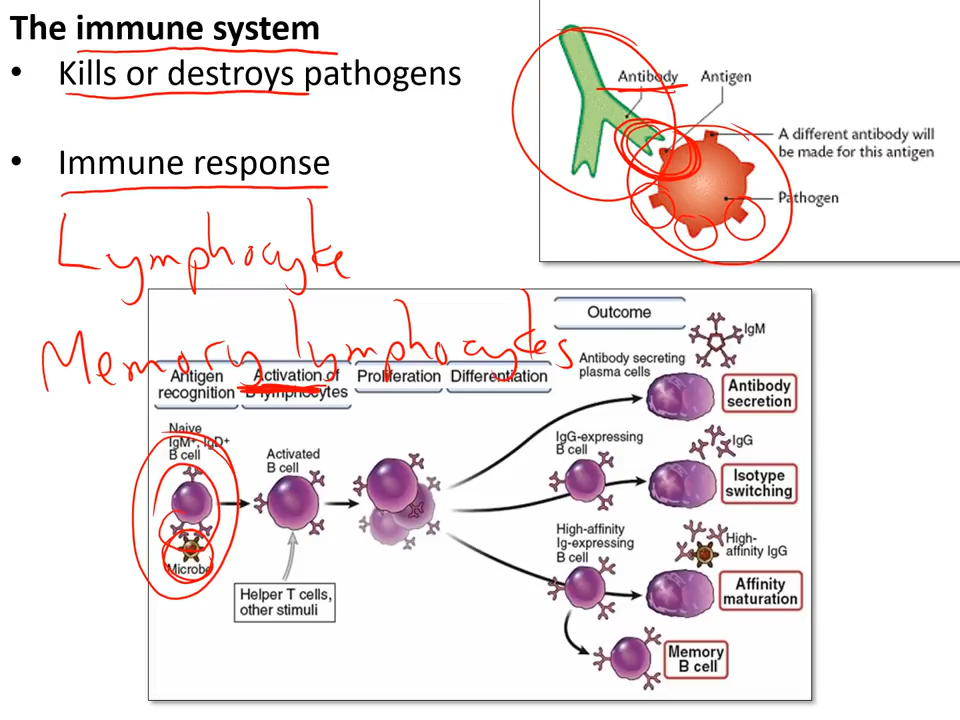 The immune system
• Kills or destroys pathogens
• Immune response
Antibody
Antigen
A different antibody will
be made for this antigen
Pathogen
Lymphocyte
Memory lymphocytes
Antigen
recognition
Activation of
B lymphocytes
Proliferation
Differentiation
Outcome
Naive
IgM⁺, IgD⁺
B cell
Microbe
Activated
B cell
Helper T cells,
other stimuli
Antibody secreting
plasma cells
IgM
Antibody
secretion
IgG-expressing
B cell
IgG
Isotype
switching
High-affinity
Ig-expressing
B cell
High-
affinity IgG
Affinity
maturation
Memory
B cell